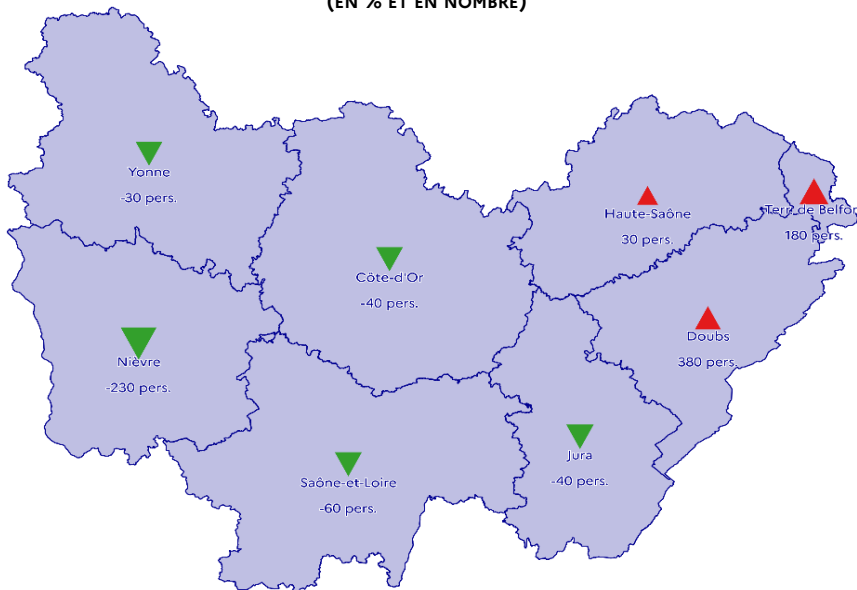 (EN % ET EN NOMBRE)
Yonne
-30 pers.
Haute-Saône
30 pers.
Terr. de Belfor
180 pers.
Côte-d'Or
-40 pers.
Doubs
380 pers.
Nièvre
-230 pers.
Jura
-40 pers.
Saône-et-Loire
-60 pers.